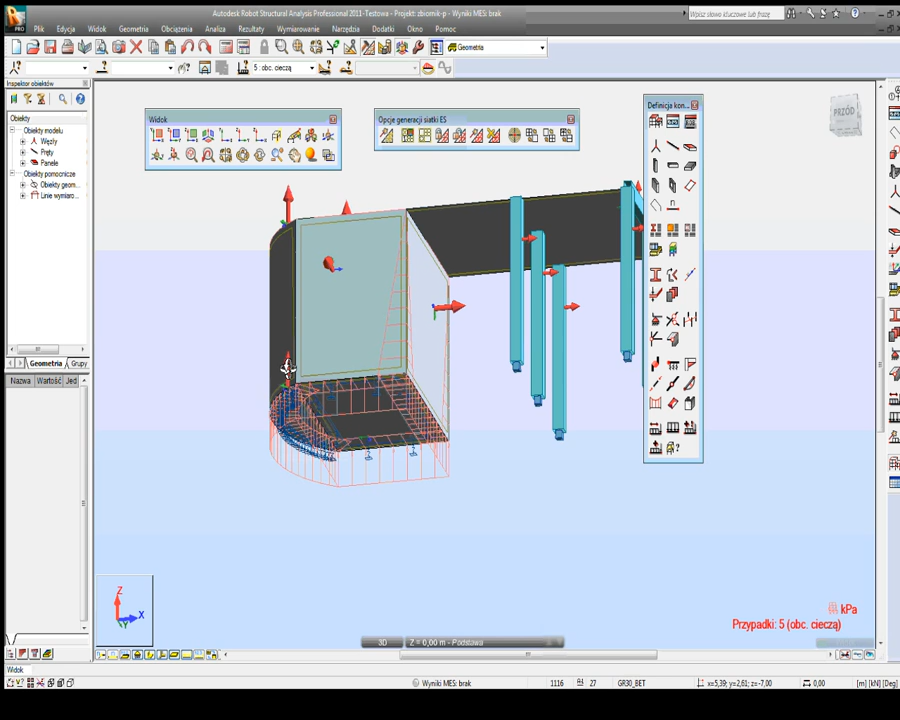 Autodesk Robot Structural Analysis Professional 2011-Testowa - Projekt: zbiornik-p - Wyniki MES: brak
Wpisz słowo kluczowe lub frazę
PRO
Plik Edycja Widok Geometria Obciążenia Analiza Rezultaty Wymiarowanie Narzędzia Dodatki Okno Pomoc
Geometria
5 : obc. cieczą
Inspektor obiektów
Obiekty
Obiekty modelu
Węzły
Pręty
Panele
Obiekty pomocnicze
Obiekty geom...
Linie wymiaro...
Geometria Grupy
Nazwa Wartość Jed
Widok
Opcje generacji siatki ES
Definicja kon...
PRZÓD
Z
X
Y
kPa
Przypadki: 5 (obc. cieczą)
3D Z = 0,00 m - Podstawa
Widok
Wyniki MES: brak 1116 27 GR30_BET x=5,39; y=2,61; z=-7,00 0,00 [m] [kN] [Deg]